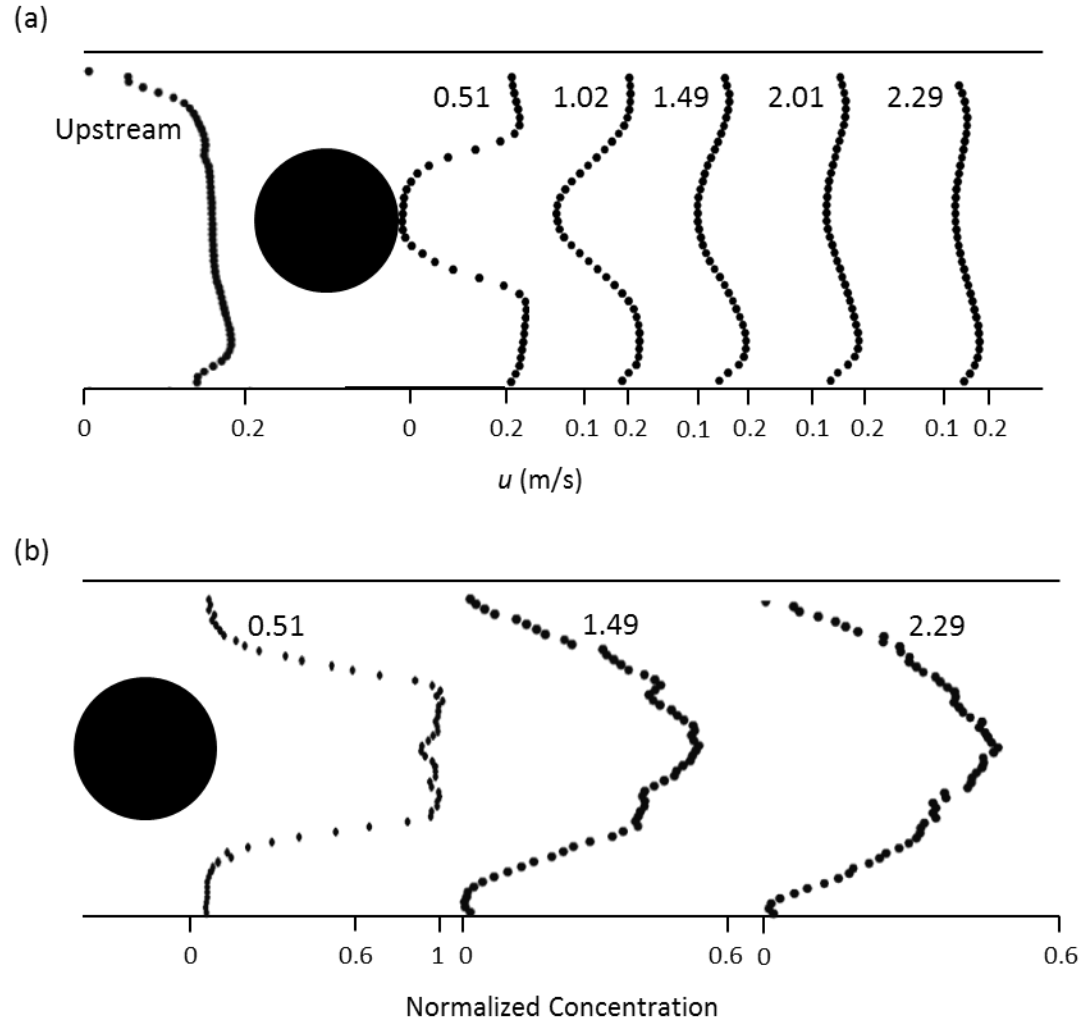 (a)
0.51 1.02 1.49 2.01 2.29
Upstream
0 0.2 0 0.2 0.1 0.2 0.1 0.2 0.1 0.2 0.1 0.2
u (m/s)
(b)
0.51 1.49 2.29
0 0.6 1 0 0.6 0 0.6
Normalized Concentration